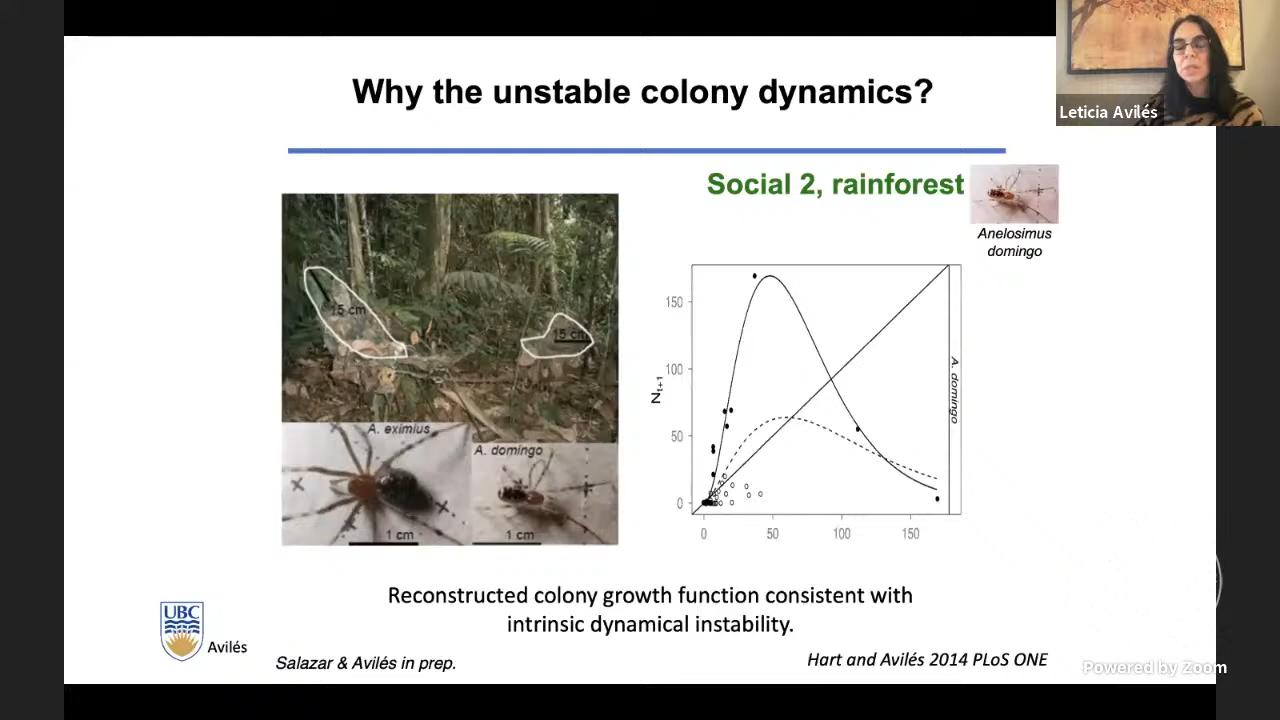 Why the unstable colony dynamics?
Leticia Avilés
Social 2, rainforest
Anelosimus
domingo
15 cm
15 cm
A. eximius
A. domingo
1 cm
1 cm
N t+1
150
100
50
0
0
50
100
150
A. domingo
Reconstructed colony growth function consistent with
intrinsic dynamical instability.
UBC
Avilés
Salazar & Avilés in prep.
Hart and Avilés 2014 PLoS ONE
Powered by Zoom